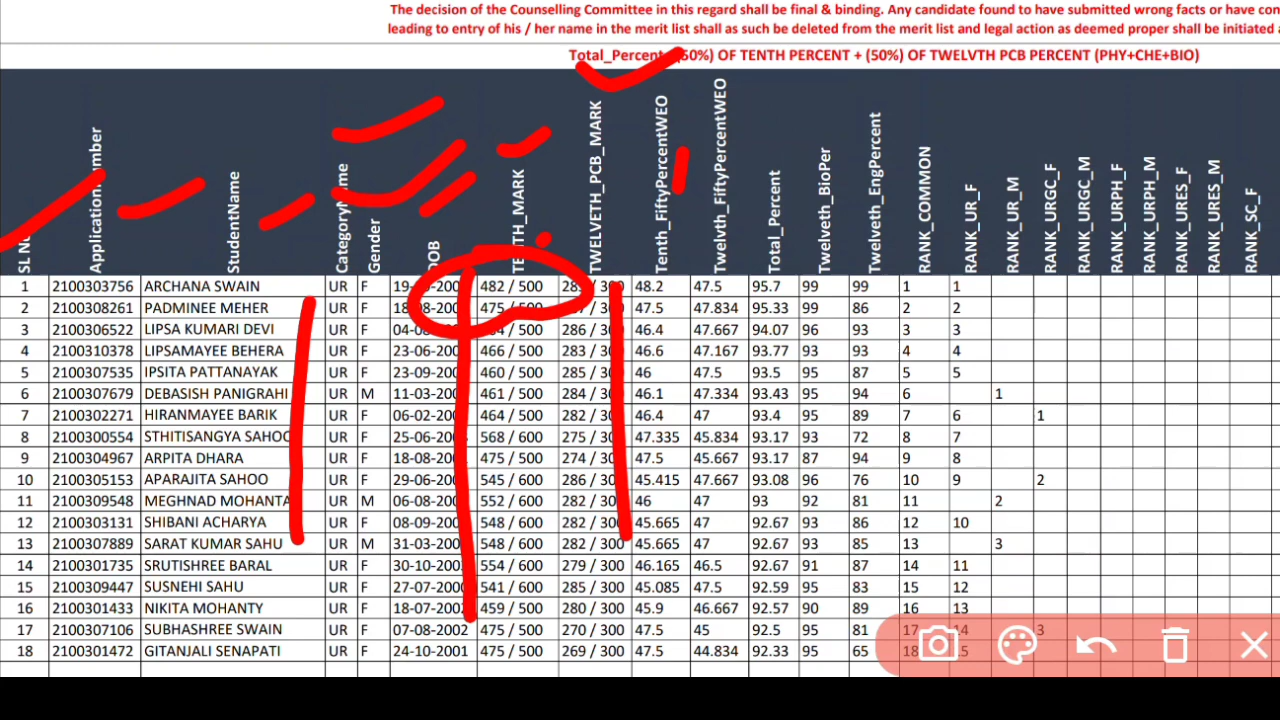 The decision of the Counselling Committee in this regard shall be final & binding. Any candidate found to have submitted wrong facts or have con
leading to entry of his / her name in the merit list shall as such be deleted from the merit list and legal action as deemed proper shall be initiated a
Total_Percent (50%) OF TENTH PERCENT + (50%) OF TWELVTH PCB PERCENT (PHY+CHE+BIO)
SL NO ApplicationNumber StudentName CategoryName Gender DOB TENTH_MARK TWELVETH_PCB_MARK Tenth_FiftyPercentWEO Twelvth_FiftyPercentWEO Total_Percent Twelveth_BioPer Twelveth_EngPercent RANK_COMMON RANK_UR_F RANK_UR_M RANK_URGC_F RANK_URGC_M RANK_URPH_F RANK_URPH_M RANK_URES_F RANK_URES_M RANK_SC_F
1 2100303756 ARCHANA SWAIN UR F 482 / 500 48.2 47.5 95.7 99 99 1 1
2 2100308261 PADMINEE MEHER UR F 475 / 500 47.5 47.834 95.33 99 86 2 2
3 2100306522 LIPSA KUMARI DEVI UR F / 500 286 / 300 46.4 47.667 94.07 96 93 3 3
4 2100310378 LIPSAMAYEE BEHERA UR F 23-06-200 466 / 500 283 / 300 46.6 47.167 93.77 93 93 4 4
5 2100307535 IPSITA PATTANAYAK UR F 23-09-200 460 / 500 285 / 300 46 47.5 93.5 95 87 5 5
6 2100307679 DEBASISH PANIGRAHI UR M 11-03-200 461 / 500 284 / 300 46.1 47.334 93.43 95 94 6 1
7 2100302271 HIRANMAYEE BARIK UR F 06-02-200 464 / 500 282 / 300 46.4 47 93.4 95 89 7 6 1
8 2100300554 STHITISANGYA SAHOO UR F 25-06-200 568 / 600 275 / 300 47.335 45.834 93.17 93 72 8 7
9 2100304967 ARPITA DHARA UR F 18-08-200 475 / 500 274 / 300 47.5 45.667 93.17 87 94 9 8
10 2100305153 APARAJITA SAHOO UR F 29-06-200 545 / 600 286 / 300 45.415 47.667 93.08 96 76 10 9 2
11 2100309548 MEGHNAD MOHANTA UR M 06-08-200 552 / 600 282 / 300 46 47 93 92 81 11 2
12 2100303131 SHIBANI ACHARYA UR F 08-09-200 548 / 600 282 / 300 45.665 47 92.67 93 86 12 10
13 2100307889 SARAT KUMAR SAHU UR M 31-03-200 548 / 600 282 / 300 45.665 47 92.67 93 85 13 3
14 2100301735 SRUTISHREE BARAL UR F 30-10-200 554 / 600 279 / 300 46.165 46.5 92.67 91 87 14 11
15 2100309447 SUSNEHI SAHU UR F 27-07-200 541 / 600 285 / 300 45.085 47.5 92.59 95 83 15 12
16 2100301433 NIKITA MOHANTY UR F 18-07-200 459 / 500 280 / 300 45.9 46.667 92.57 90 89 16 13
17 2100307106 SUBHASHREE SWAIN UR F 07-08-2002 475 / 500 270 / 300 47.5 45 92.5 95 81 17 14 3
18 2100301472 GITANJALI SENAPATI UR F 24-10-2001 475 / 500 269 / 300 47.5 44.834 92.33 95 65 18 15